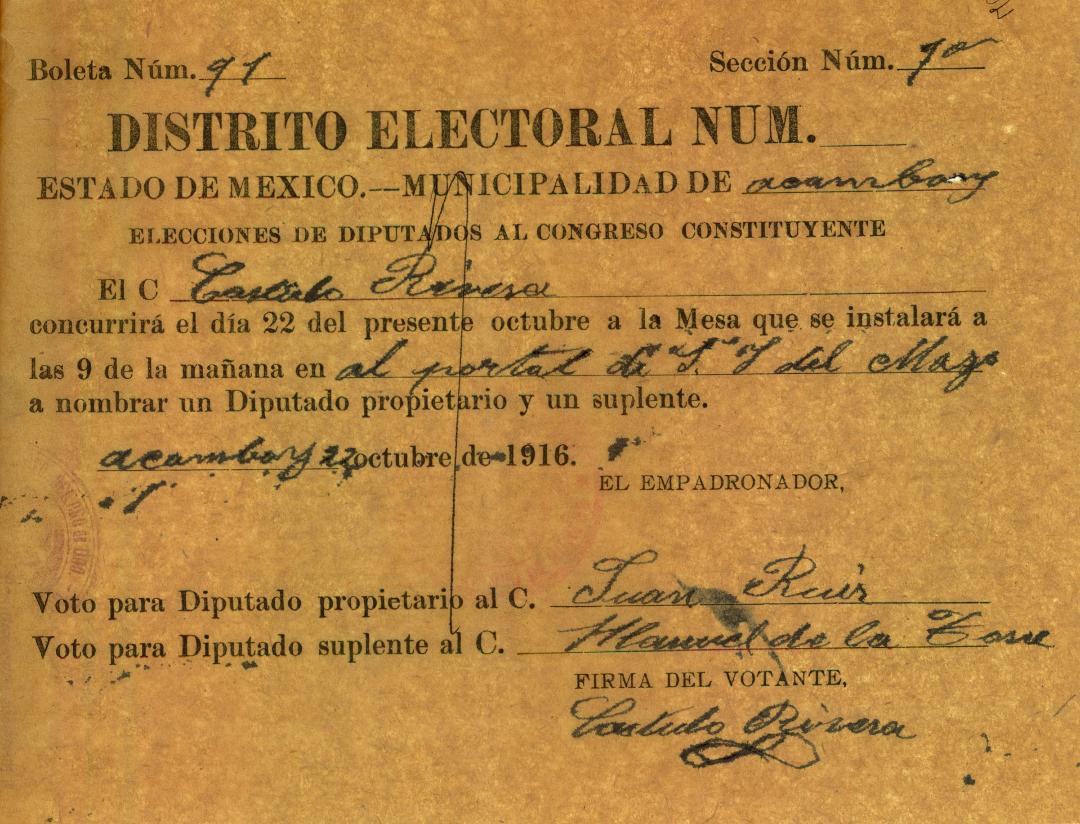 Boleta Núm. 91 Sección Núm. 1a
DISTRITO ELECTORAL NUM.
ESTADO DE MEXICO.—MUNICIPALIDAD DE acambay
ELECCIONES DE DIPUTADOS AL CONGRESO CONSTITUYENTE
El C Castulo Rivera
concurrirá el día 22 del presente octubre a la Mesa que se instalará a
las 9 de la mañana en al portal de del Mazo
a nombrar un Diputado propietario y un suplente.
acambay 22 octubre de 1916.
EL EMPADRONADOR,
Voto para Diputado propietario al C. Juan Ruiz
Voto para Diputado suplente al C. Manuel de la Torre
FIRMA DEL VOTANTE,
Castulo Rivera